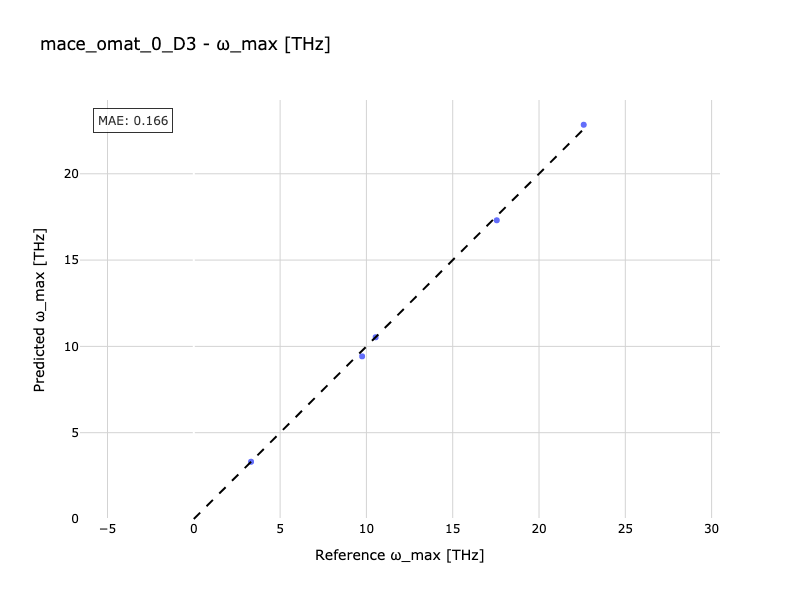 mace_omat_0_D3 - ω_max [THz]
MAE: 0.166
Predicted ω_max [THz]
20
15
10
5
0
−5 0 5 10 15 20 25 30
Reference ω_max [THz]